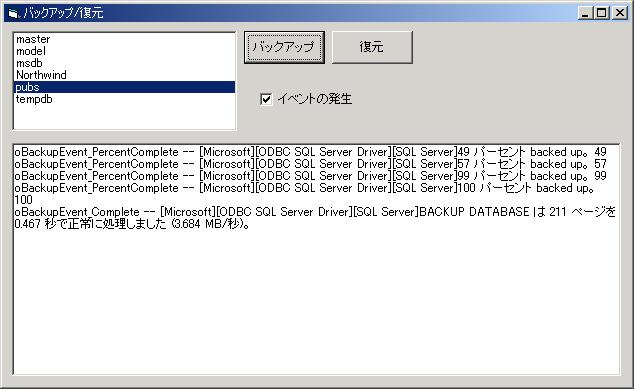 バックアップ/復元
master
model
msdb
Northwind
pubs
tempdb
バックアップ
復元
イベントの発生
oBackupEvent_PercentComplete -- [Microsoft][ODBC SQL Server Driver][SQL Server]49 パーセント backed up。 49
oBackupEvent_PercentComplete -- [Microsoft][ODBC SQL Server Driver][SQL Server]57 パーセント backed up。 57
oBackupEvent_PercentComplete -- [Microsoft][ODBC SQL Server Driver][SQL Server]99 パーセント backed up。 99
oBackupEvent_PercentComplete -- [Microsoft][ODBC SQL Server Driver][SQL Server]100 パーセント backed up。
100
oBackupEvent_Complete -- [Microsoft][ODBC SQL Server Driver][SQL Server]BACKUP DATABASE は 211 ページを
0.467 秒で正常に処理しました (3.684 MB/秒)。